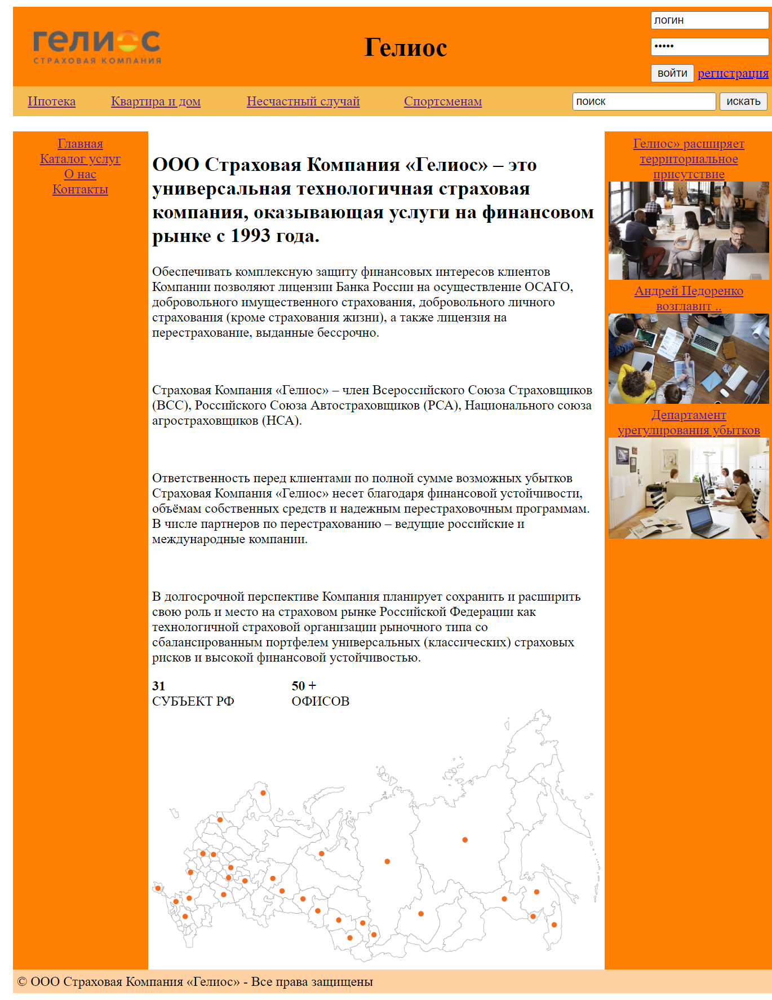 гелиос
СТРАХОВАЯ КОМПАНИЯ
Гелиос
логин
•••••
войти регистрация
Ипотека Квартира и дом Несчастный случай Спортсменам поиск искать
Главная
Каталог услуг
О нас
Контакты
ООО Страховая Компания «Гелиос» – это
универсальная технологичная страховая
компания, оказывающая услуги на финансовом
рынке с 1993 года.
Обеспечивать комплексную защиту финансовых интересов клиентов
Компании позволяют лицензии Банка России на осуществление ОСАГО,
добровольного имущественного страхования, добровольного личного
страхования (кроме страхования жизни), а также лицензия на
перестрахование, выданные бессрочно.
Страховая Компания «Гелиос» – член Всероссийского Союза Страховщиков
(ВСС), Российского Союза Автостраховщиков (РСА), Национального союза
агростраховщиков (НСА).
Ответственность перед клиентами по полной сумме возможных убытков
Страховая Компания «Гелиос» несет благодаря финансовой устойчивости,
объёмам собственных средств и надежным перестраховочным программам.
В числе партнеров по перестрахованию – ведущие российские и
международные компании.
В долгосрочной перспективе Компания планирует сохранить и расширить
свою роль и место на страховом рынке Российской Федерации как
технологичной страховой организации рыночного типа со
сбалансированным портфелем универсальных (классических) страховых
рисков и высокой финансовой устойчивостью.
31 50 +
СУБЪЕКТ РФ ОФИСОВ
Гелиос» расширяет
территориальное
присутствие
Андрей Педоренко
возглавит ..
Департамент
урегулирования убытков
© ООО Страховая Компания «Гелиос» - Все права защищены